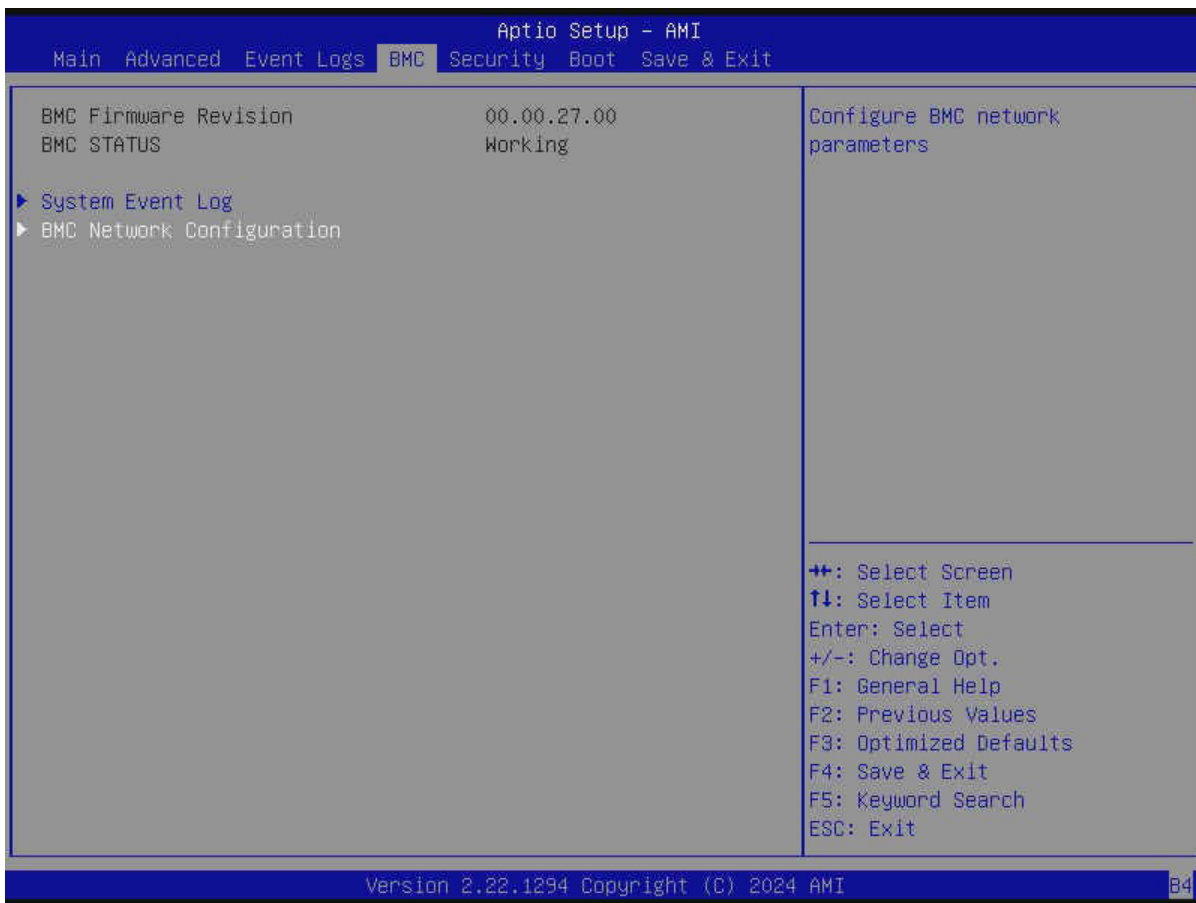 Aptio Setup – AMI
Main Advanced Event Logs BMC Security Boot Save & Exit
BMC Firmware Revision 00.00.27.00
BMC STATUS Working
System Event Log
BMC Network Configuration
Configure BMC network
parameters
→←: Select Screen
↑↓: Select Item
Enter: Select
+/-: Change Opt.
F1: General Help
F2: Previous Values
F3: Optimized Defaults
F4: Save & Exit
F5: Keyword Search
ESC: Exit
Version 2.22.1294 Copyright (C) 2024 AMI
B4